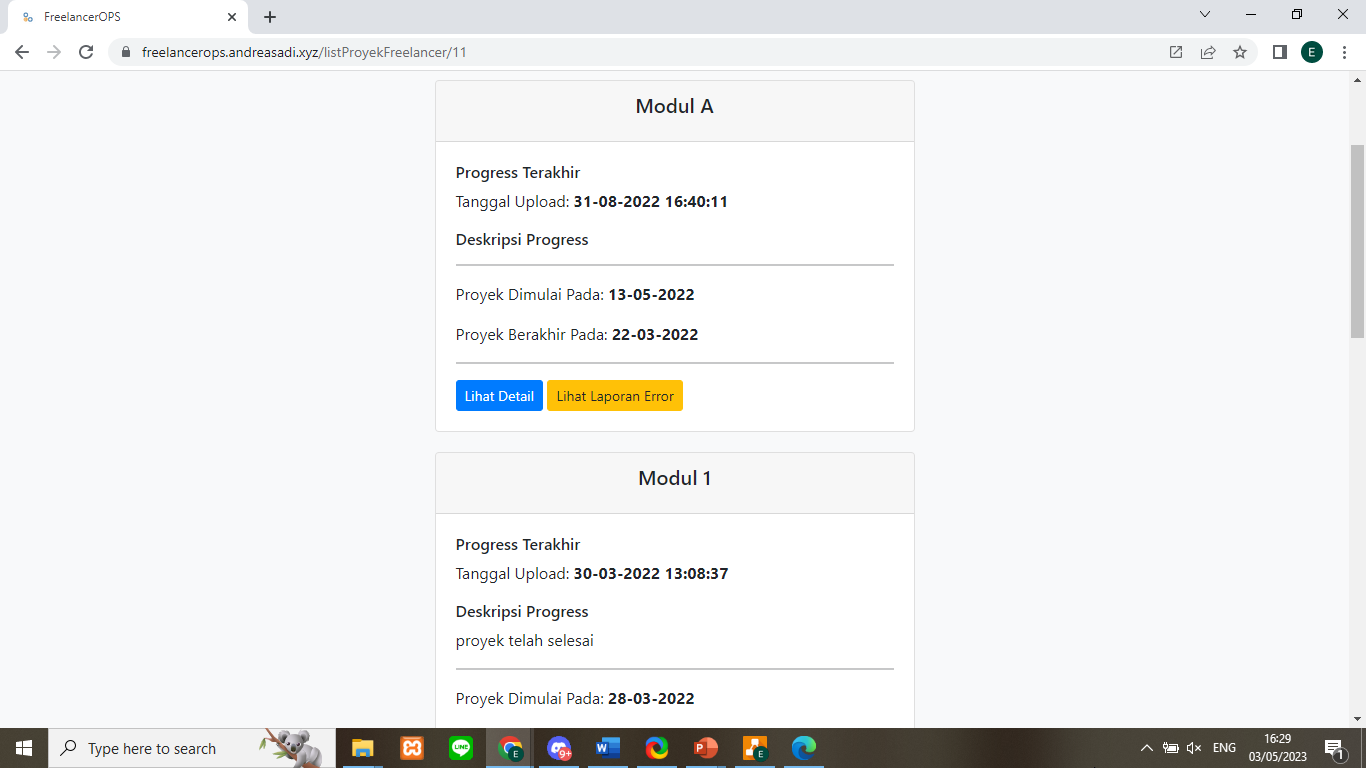 FreelancerOPS
freelancerops.andreasadi.xyz/listProyekFreelancer/11
E
Modul A
Progress Terakhir
Tanggal Upload: 31-08-2022 16:40:11
Deskripsi Progress
Proyek Dimulai Pada: 13-05-2022
Proyek Berakhir Pada: 22-03-2022
Lihat Detail Lihat Laporan Error
Modul 1
Progress Terakhir
Tanggal Upload: 30-03-2022 13:08:37
Deskripsi Progress
proyek telah selesai
Proyek Dimulai Pada: 28-03-2022
Type here to search
LINE
E
9+
W
P
E
ENG
16:29
03/05/2023
1